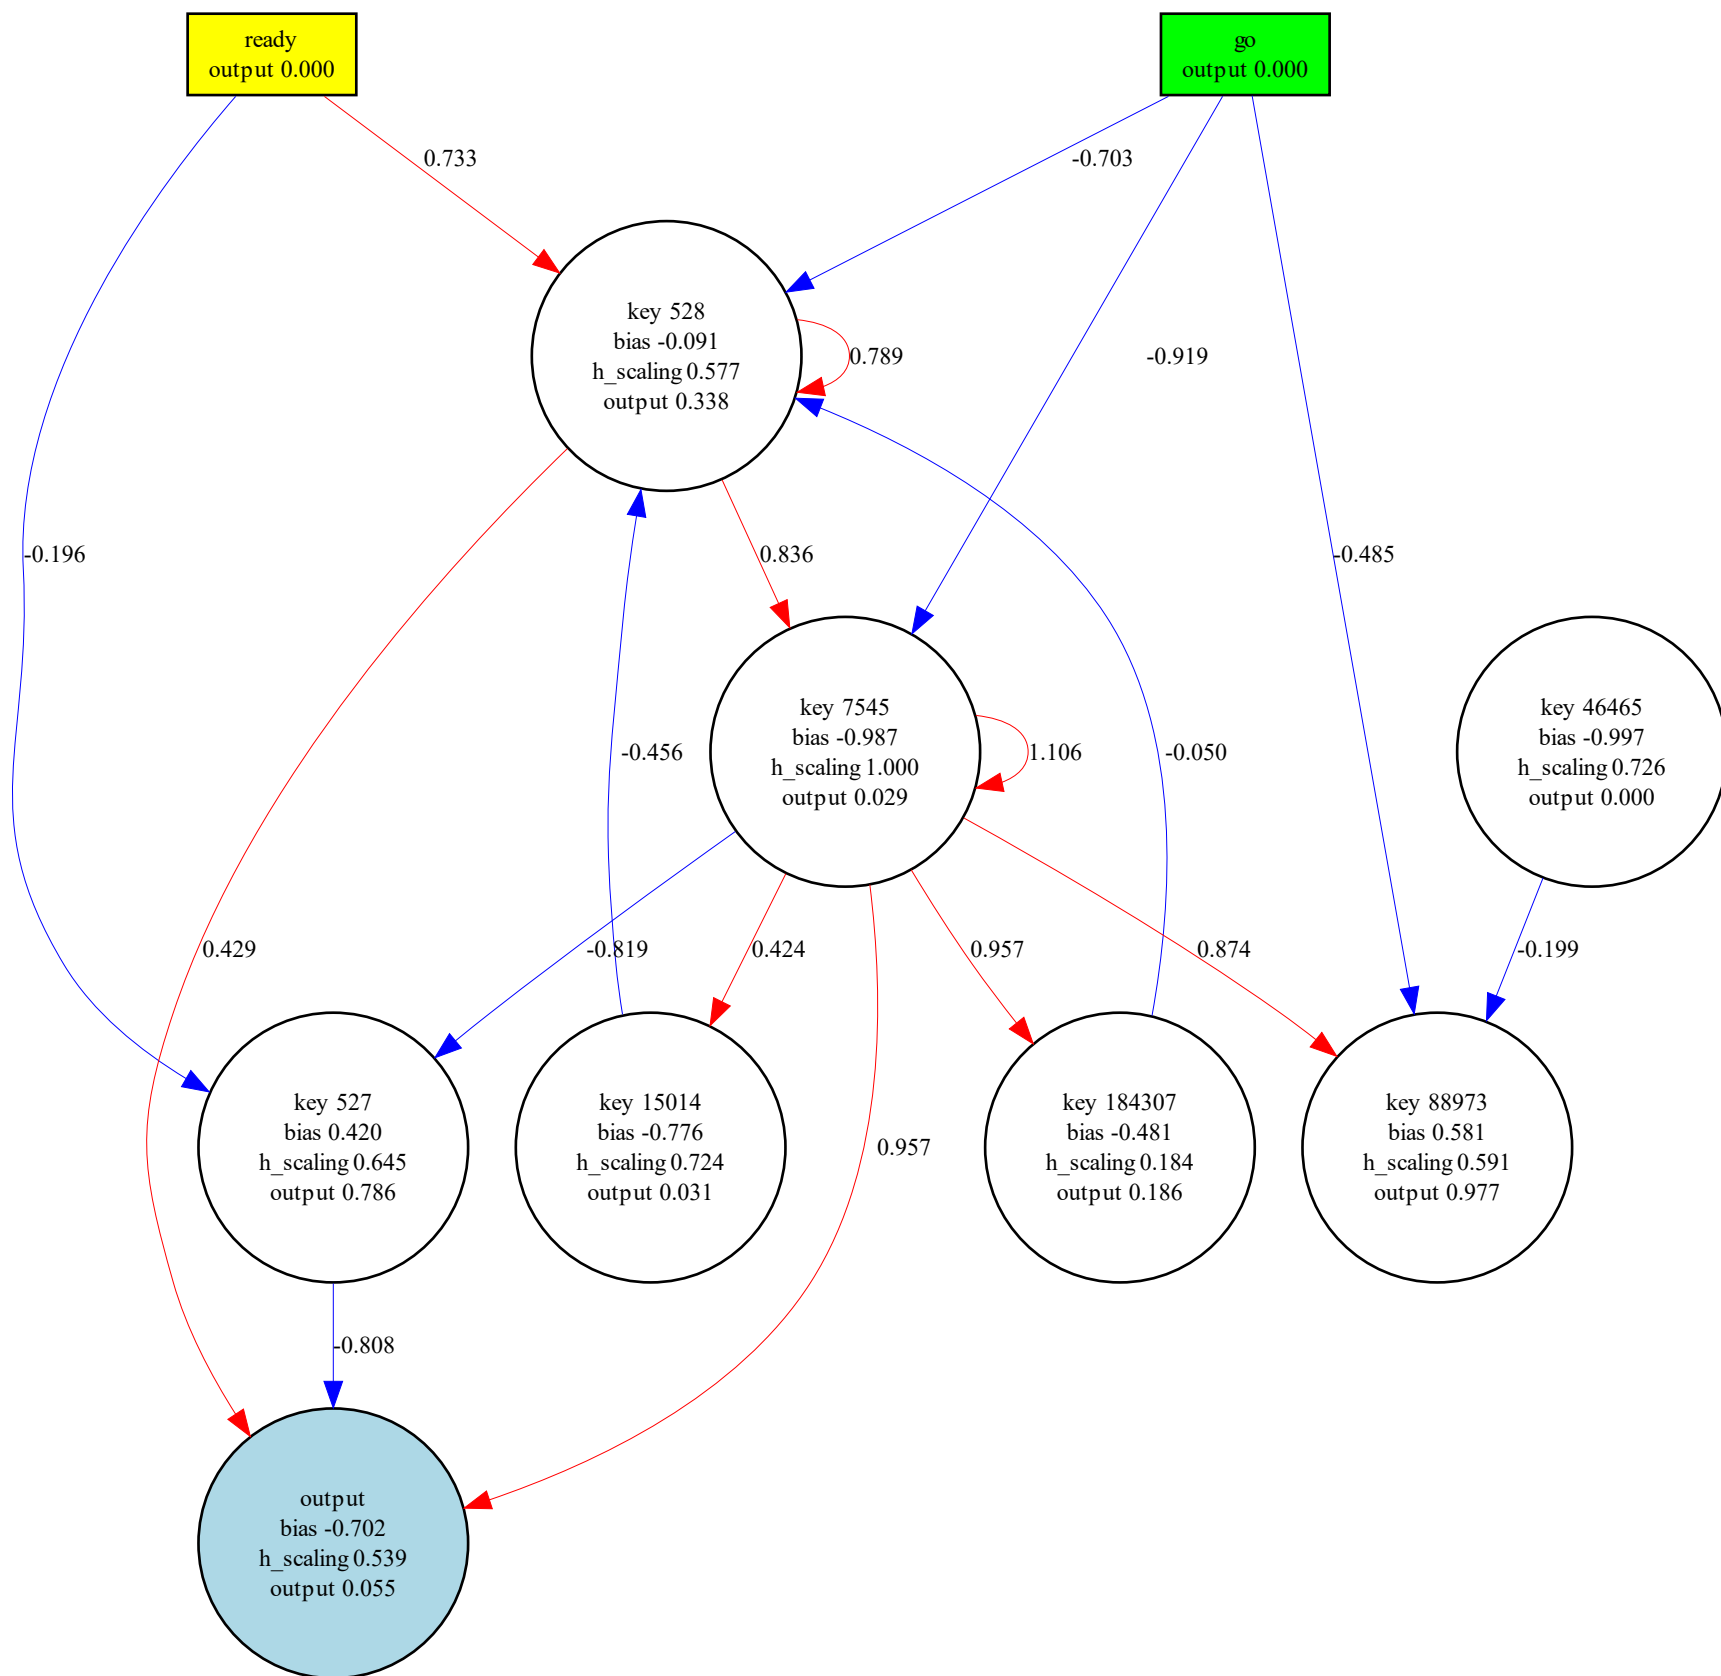 ready
output 0.000
go
output 0.000
0.733
-0.703
key 528
bias -0.091
h_scaling 0.577
output 0.338
0.789
-0.919
-0.196
0.836
-0.485
key 7545
bias -0.987
h_scaling 1.000
output 0.029
1.106
-0.456
-0.050
key 46465
bias -0.997
h_scaling 0.726
output 0.000
0.429
-0.819
0.424
0.957
0.874
-0.199
key 527
bias 0.420
h_scaling 0.645
output 0.786
key 15014
bias -0.776
h_scaling 0.724
output 0.031
0.957
key 184307
bias -0.481
h_scaling 0.184
output 0.186
key 88973
bias 0.581
h_scaling 0.591
output 0.977
-0.808
output
bias -0.702
h_scaling 0.539
output 0.055